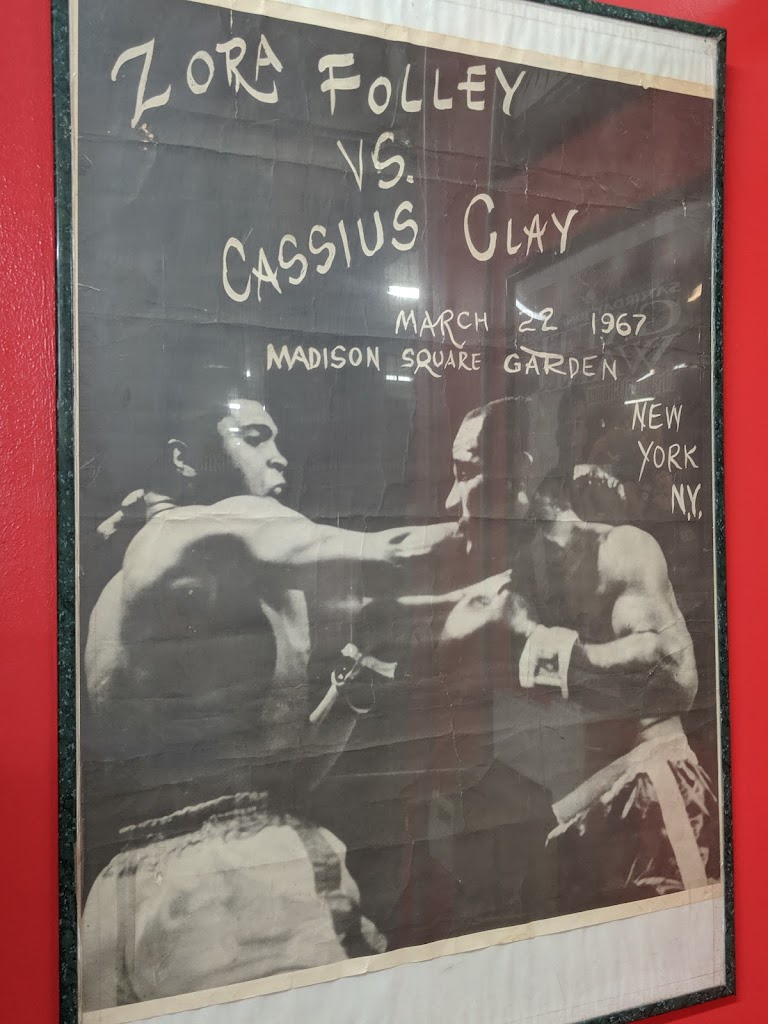 ZORA FOLLEY
VS.
CASSIUS CLAY
MARCH 22 1967
MADISON SQUARE GARDEN
NEW
YORK
N.Y.